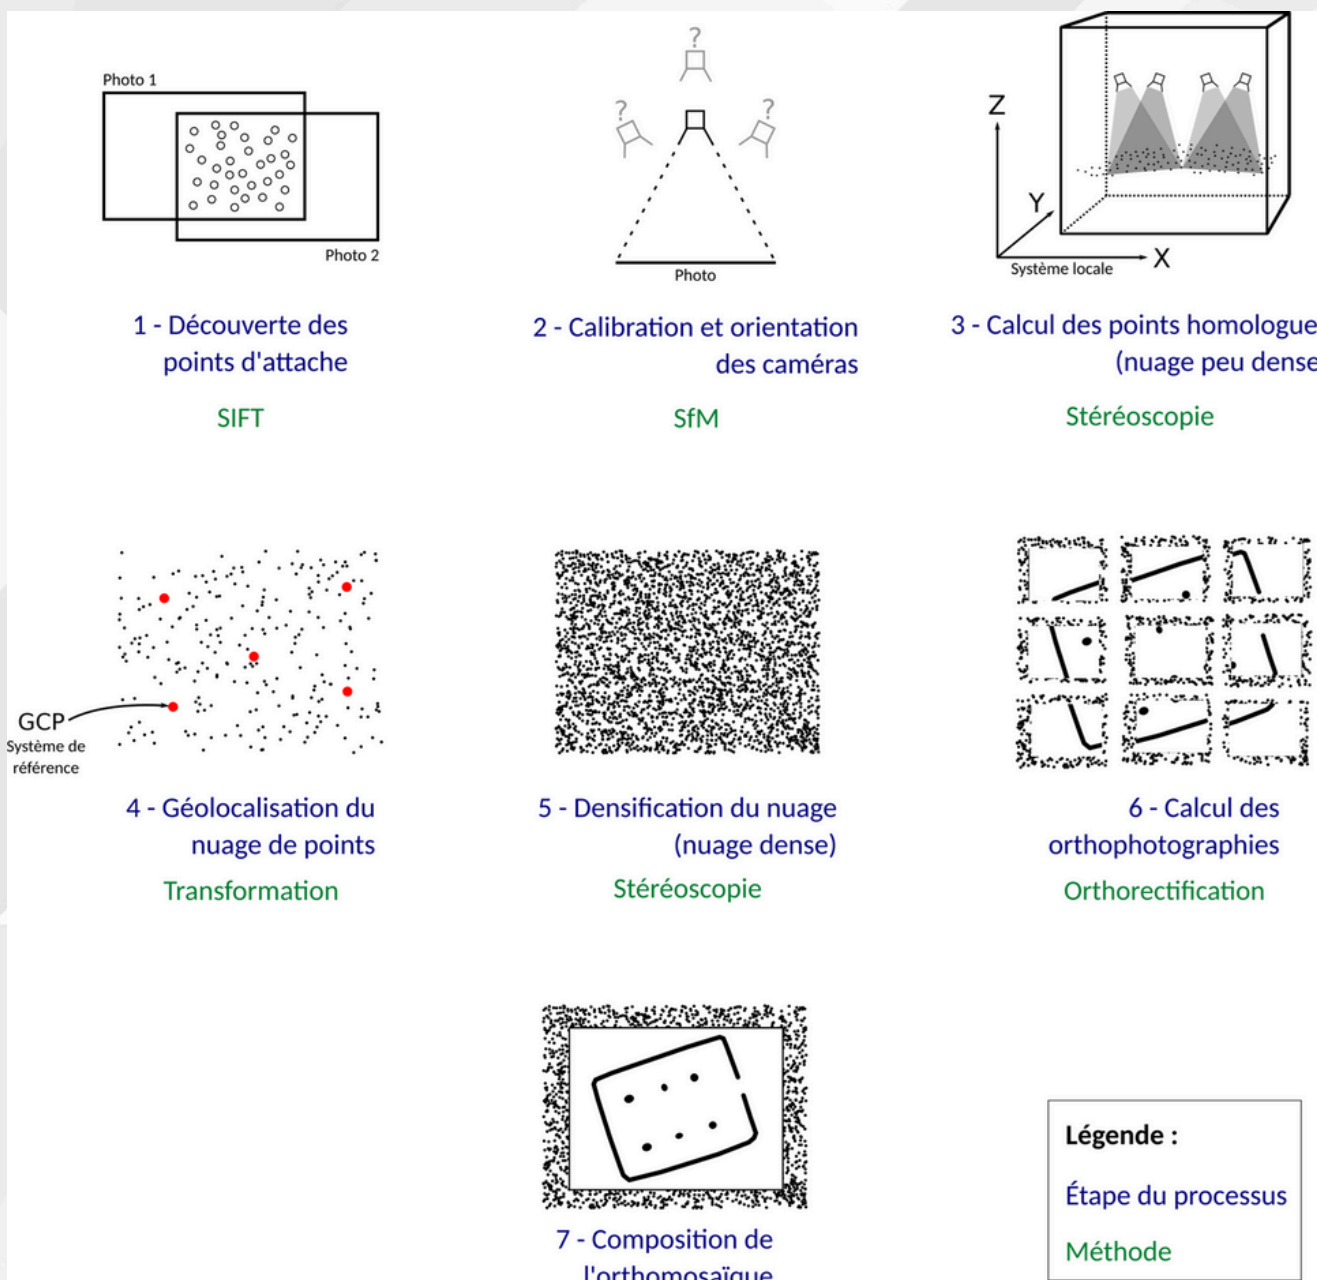 Photo 1
Photo 2
1 - Découverte des
points d'attache
SIFT
?
?
?
Photo
2 - Calibration et orientation
des caméras
SfM
Z
Y
X
Système locale
3 - Calcul des points homologue
(nuage peu dense
Stéréoscopie
GCP
Système de
référence
4 - Géolocalisation du
nuage de points
Transformation
5 - Densification du nuage
(nuage dense)
Stéréoscopie
6 - Calcul des
orthophotographies
Orthorectification
7 - Composition de
l'orthomosaïque
Légende :
Étape du processus
Méthode